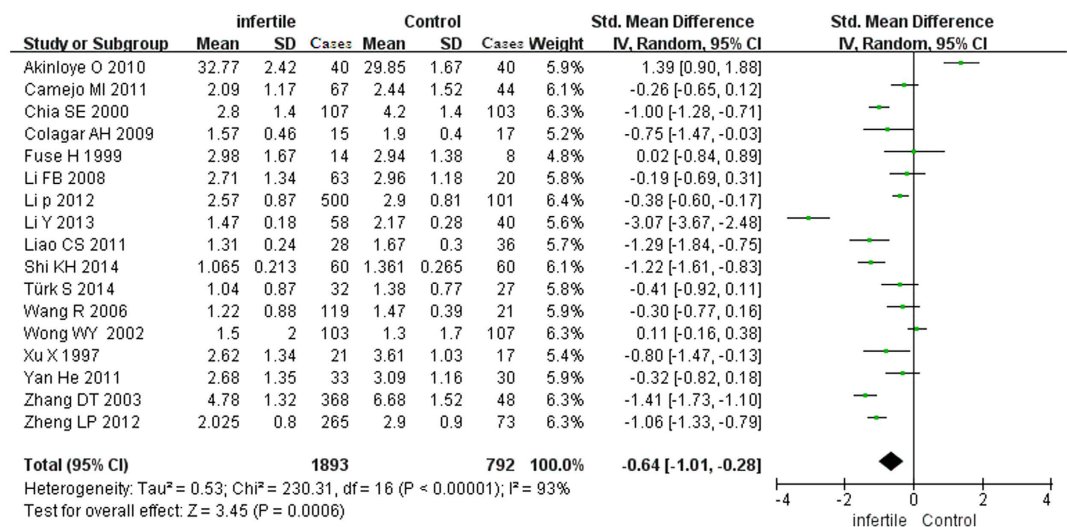 infertile Control Std. Mean Difference Std. Mean Difference
Study or Subgroup Mean SD Cases Mean SD Cases Weight IV, Random, 95% CI IV, Random, 95% CI
Akinloye O 2010 32.77 2.42 40 29.85 1.67 40 5.9% 1.39 [0.90, 1.88]
Camejo MI 2011 2.09 1.17 67 2.44 1.52 44 6.1% -0.26 [-0.65, 0.12]
Chia SE 2000 2.8 1.4 107 4.2 1.4 103 6.3% -1.00 [-1.28, -0.71]
Colagar AH 2009 1.57 0.46 15 1.9 0.4 17 5.2% -0.75 [-1.47, -0.03]
Fuse H 1999 2.98 1.67 14 2.94 1.38 8 4.8% 0.02 [-0.84, 0.89]
Li FB 2008 2.71 1.34 63 2.96 1.18 20 5.8% -0.19 [-0.69, 0.31]
Li p 2012 2.57 0.87 500 2.9 0.81 101 6.4% -0.38 [-0.60, -0.17]
Li Y 2013 1.47 0.18 58 2.17 0.28 40 5.6% -3.07 [-3.67, -2.48]
Liao CS 2011 1.31 0.24 28 1.67 0.3 36 5.7% -1.29 [-1.84, -0.75]
Shi KH 2014 1.065 0.213 60 1.361 0.265 60 6.1% -1.22 [-1.61, -0.83]
Türk S 2014 1.04 0.87 32 1.38 0.77 27 5.8% -0.41 [-0.92, 0.11]
Wang R 2006 1.22 0.88 119 1.47 0.39 21 5.9% -0.30 [-0.77, 0.16]
Wong WY 2002 1.5 2 103 1.3 1.7 107 6.3% 0.11 [-0.16, 0.38]
Xu X 1997 2.62 1.34 21 3.61 1.03 17 5.4% -0.80 [-1.47, -0.13]
Yan He 2011 2.68 1.35 33 3.09 1.16 30 5.9% -0.32 [-0.82, 0.18]
Zhang DT 2003 4.78 1.32 368 6.68 1.52 48 6.3% -1.41 [-1.73, -1.10]
Zheng LP 2012 2.025 0.8 265 2.9 0.9 73 6.3% -1.06 [-1.33, -0.79]
Total (95% CI) 1893 792 100.0% -0.64 [-1.01, -0.28]
Heterogeneity: Tau² = 0.53; Chi² = 230.31, df = 16 (P < 0.00001); I² = 93%
Test for overall effect: Z = 3.45 (P = 0.0006)
-4 -2 0 2 4
infertile Control